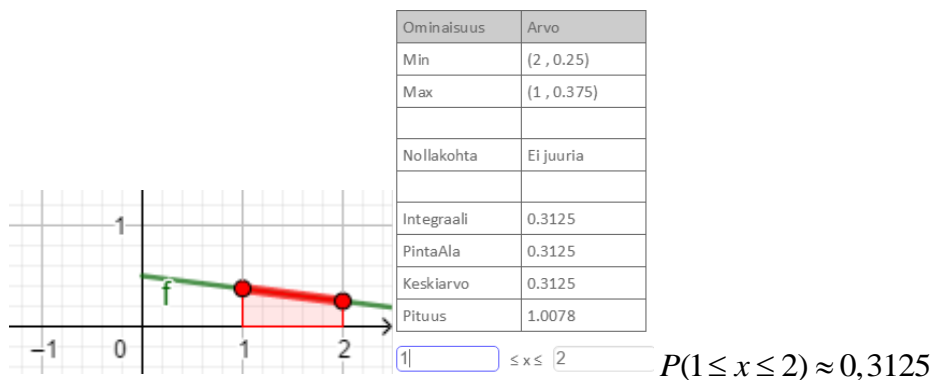 Ominaisuus Arvo
Min (2 , 0.25)
Max (1 , 0.375)
Nollakohta Ei juuria
Integraali 0.3125
PintaAla 0.3125
Keskiarvo 0.3125
Pituus 1.0078
1 ≤ x ≤ 2
P(1 ≤ x ≤ 2) ≈ 0,3125
1
f
−1 0 1 2